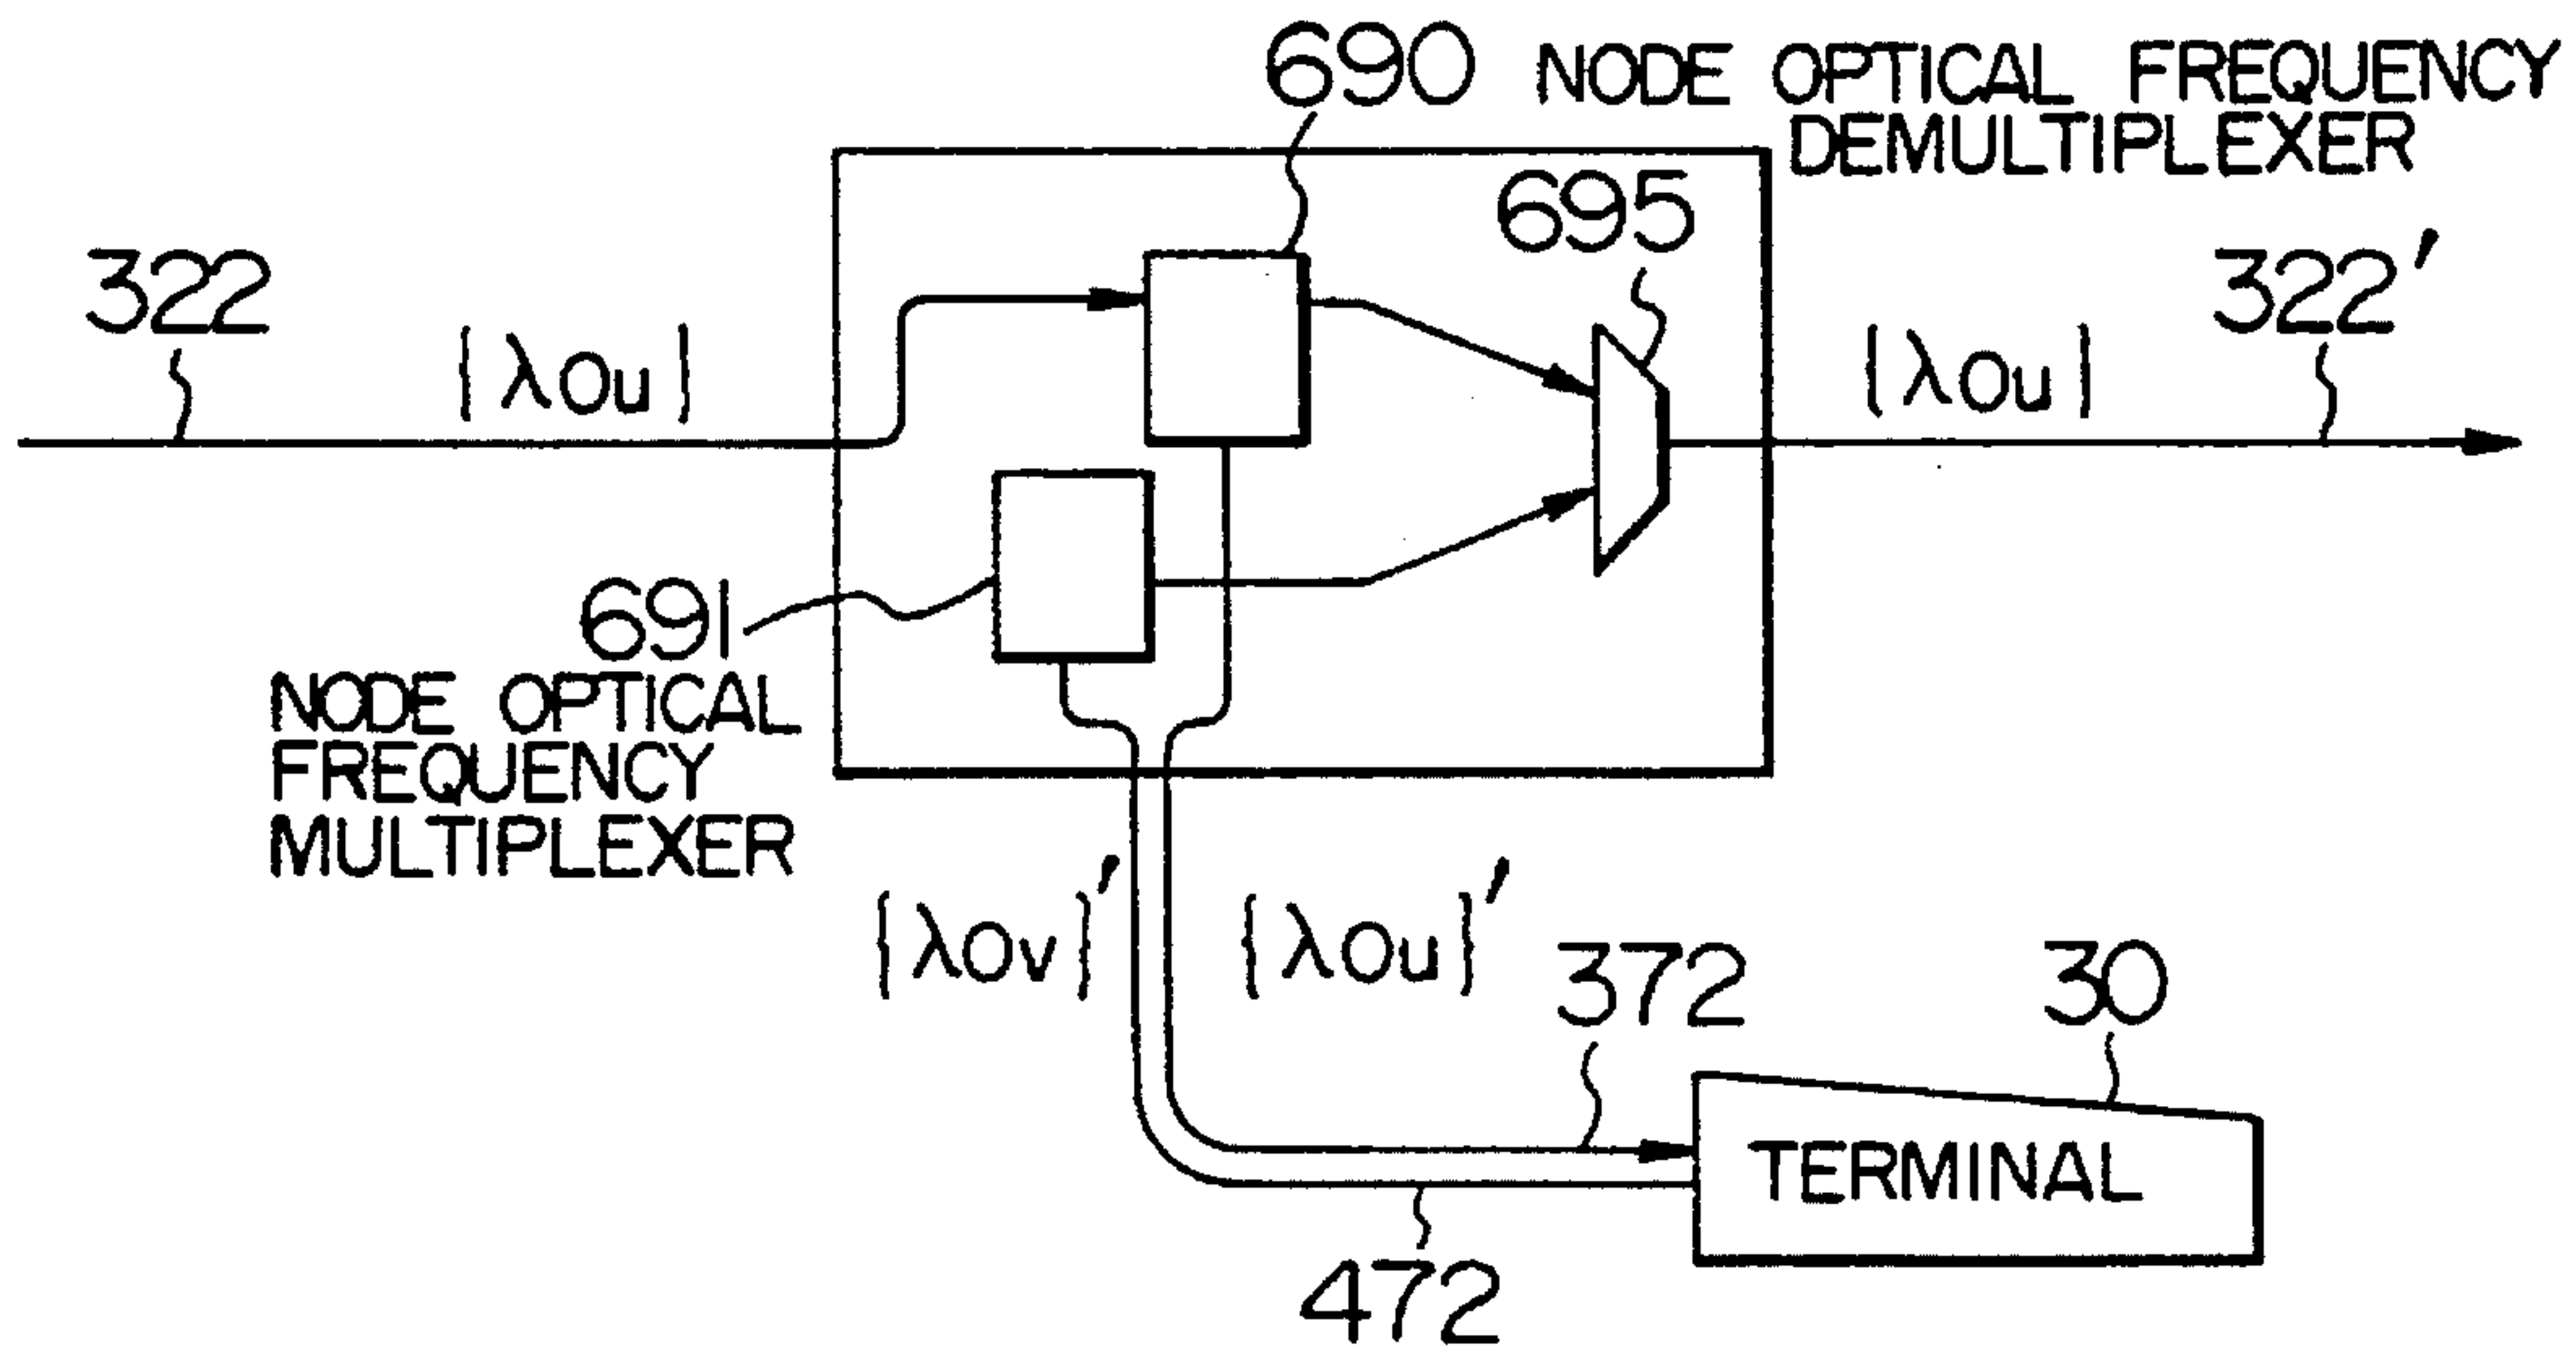 690 NODE OPTICAL FREQUENCY
DEMULTIPLEXER
695
322
{λOu}
{λOu}
322'
691
NODE OPTICAL
FREQUENCY
MULTIPLEXER
{λOv}'
{λOu}'
372
30
TERMINAL
472